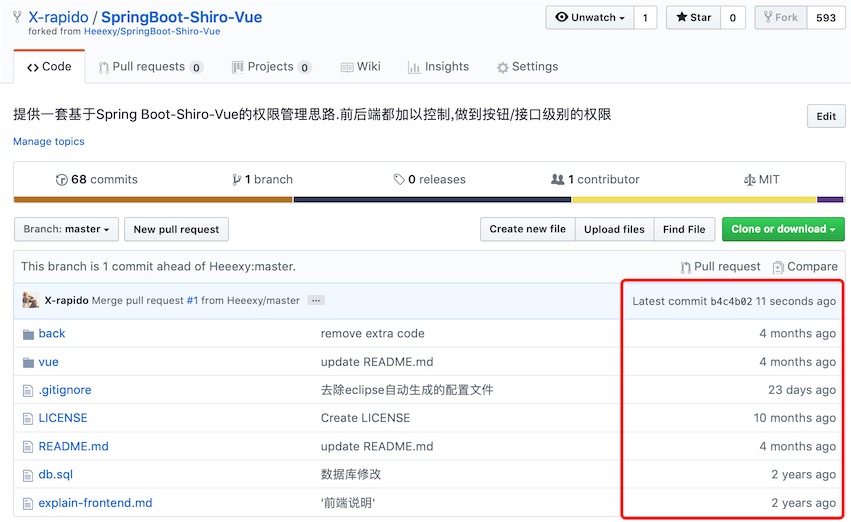 X-rapido / SpringBoot-Shiro-Vue
forked from Heeexy/SpringBoot-Shiro-Vue
Unwatch 1 Star 0 Fork 593
Code Pull requests 0 Projects 0 Wiki Insights Settings
提供一套基于Spring Boot-Shiro-Vue的权限管理思路.前后端都加以控制,做到按钮/接口级别的权限 Edit
Manage topics
68 commits 1 branch 0 releases 1 contributor MIT
Branch: master New pull request Create new file Upload files Find File Clone or download
This branch is 1 commit ahead of Heeexy:master. Pull request Compare
X-rapido Merge pull request #1 from Heeexy/master ... Latest commit b4c4b02 11 seconds ago
back remove extra code 4 months ago
vue update README.md 4 months ago
.gitignore 去除eclipse自动生成的配置文件 23 days ago
LICENSE Create LICENSE 10 months ago
README.md update README.md 4 months ago
db.sql 数据库修改 2 years ago
explain-frontend.md '前端说明' 2 years ago